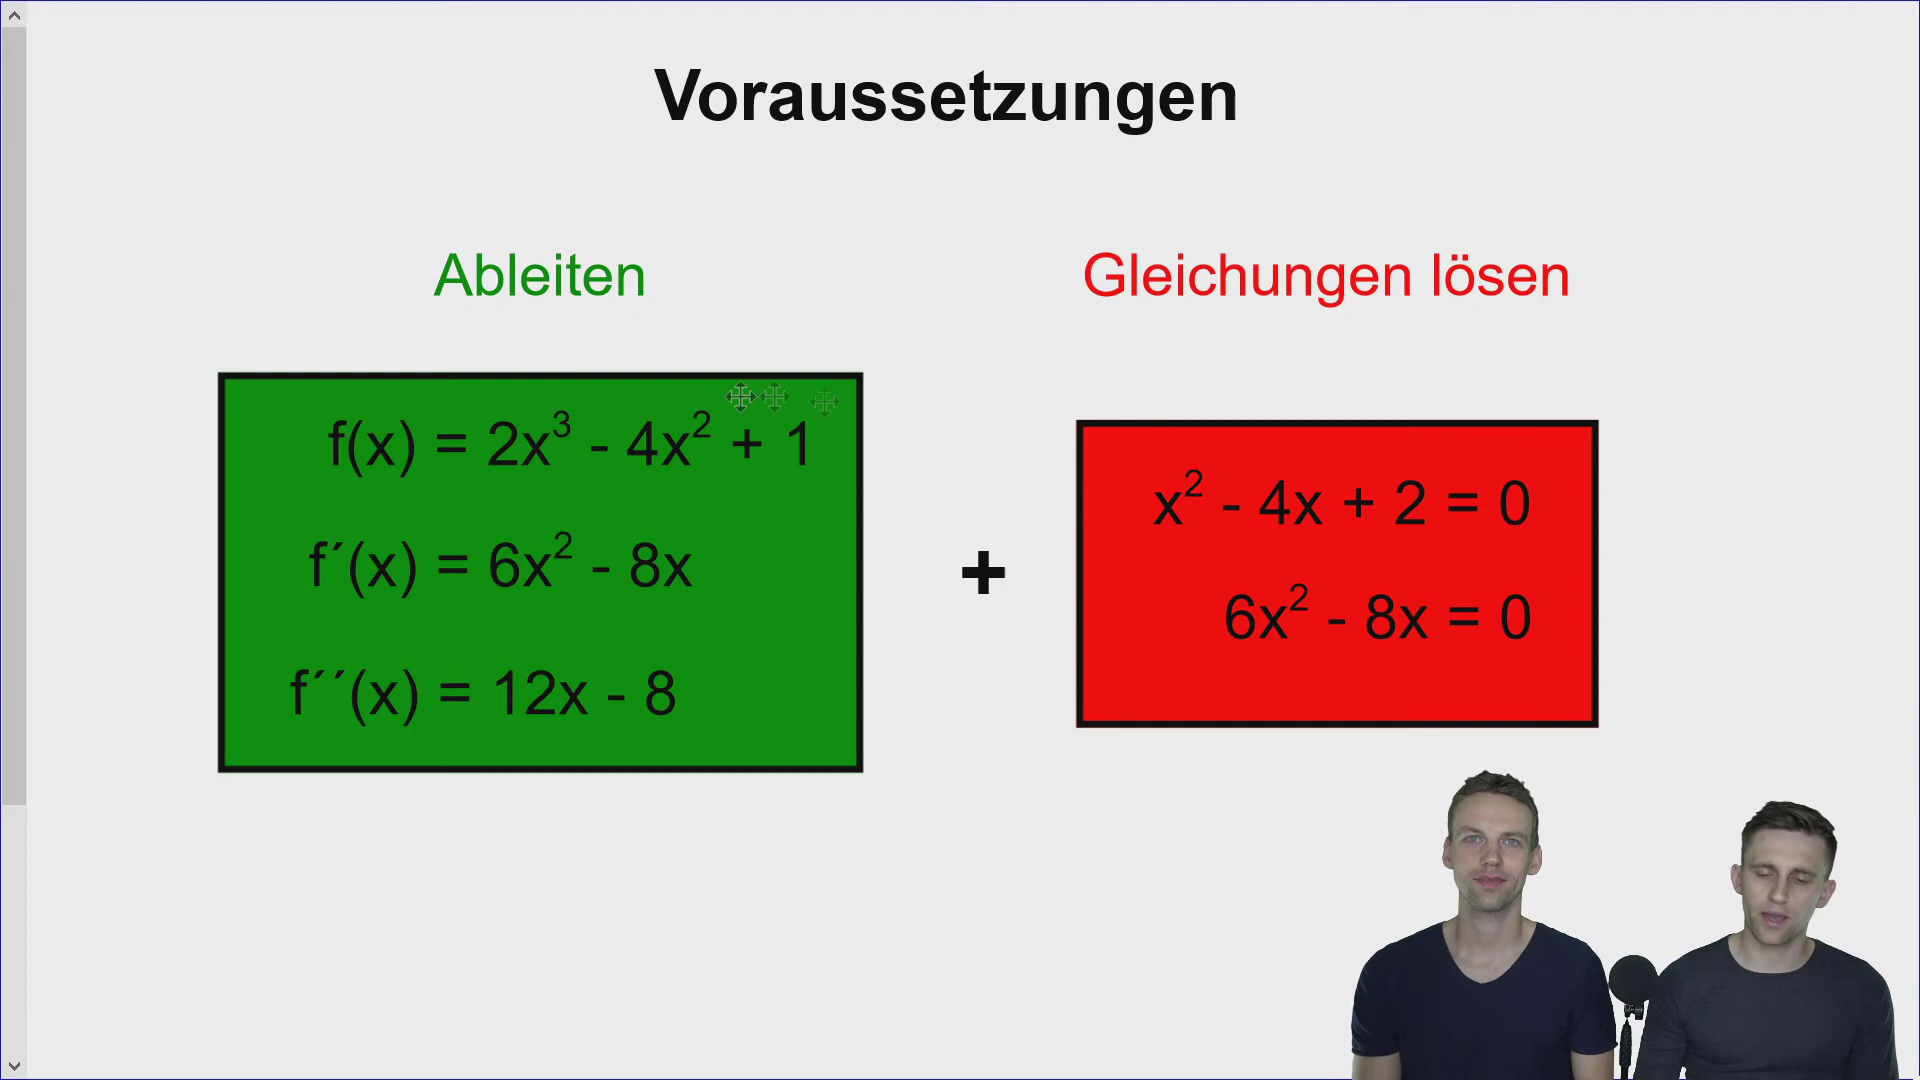 Voraussetzungen
Ableiten
f(x) = 2x³ - 4x² + 1
f´(x) = 6x² - 8x
f´´(x) = 12x - 8
+
Gleichungen lösen
x² - 4x + 2 = 0
6x² - 8x = 0